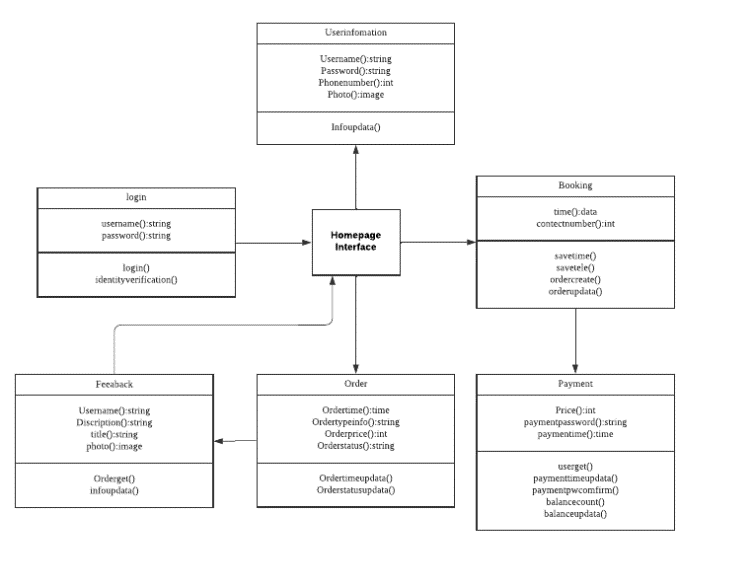 Userinfomation
Username():string
Password():string
Phonenumber():int
Photo():image
Infoupdata()
login
username():string
password():string
login()
identityverification()
Homepage
Interface
Booking
time():data
contectnumber():int
savetime()
savetele()
ordercreate()
orderupdata()
Feeaback
Username():string
Discription():string
title():string
photo():image
Orderget()
infoupdata()
Order
Ordertime():time
Ordertypeinfo():string
Orderprice():int
Orderstatus():string
Ordertimeupdata()
Orderstatusupdata()
Payment
Price():int
paymentpassword():string
paymentime():time
userget()
paymenttimeupdata()
paymentpwcomfirm()
balancecount()
balanceupdata()